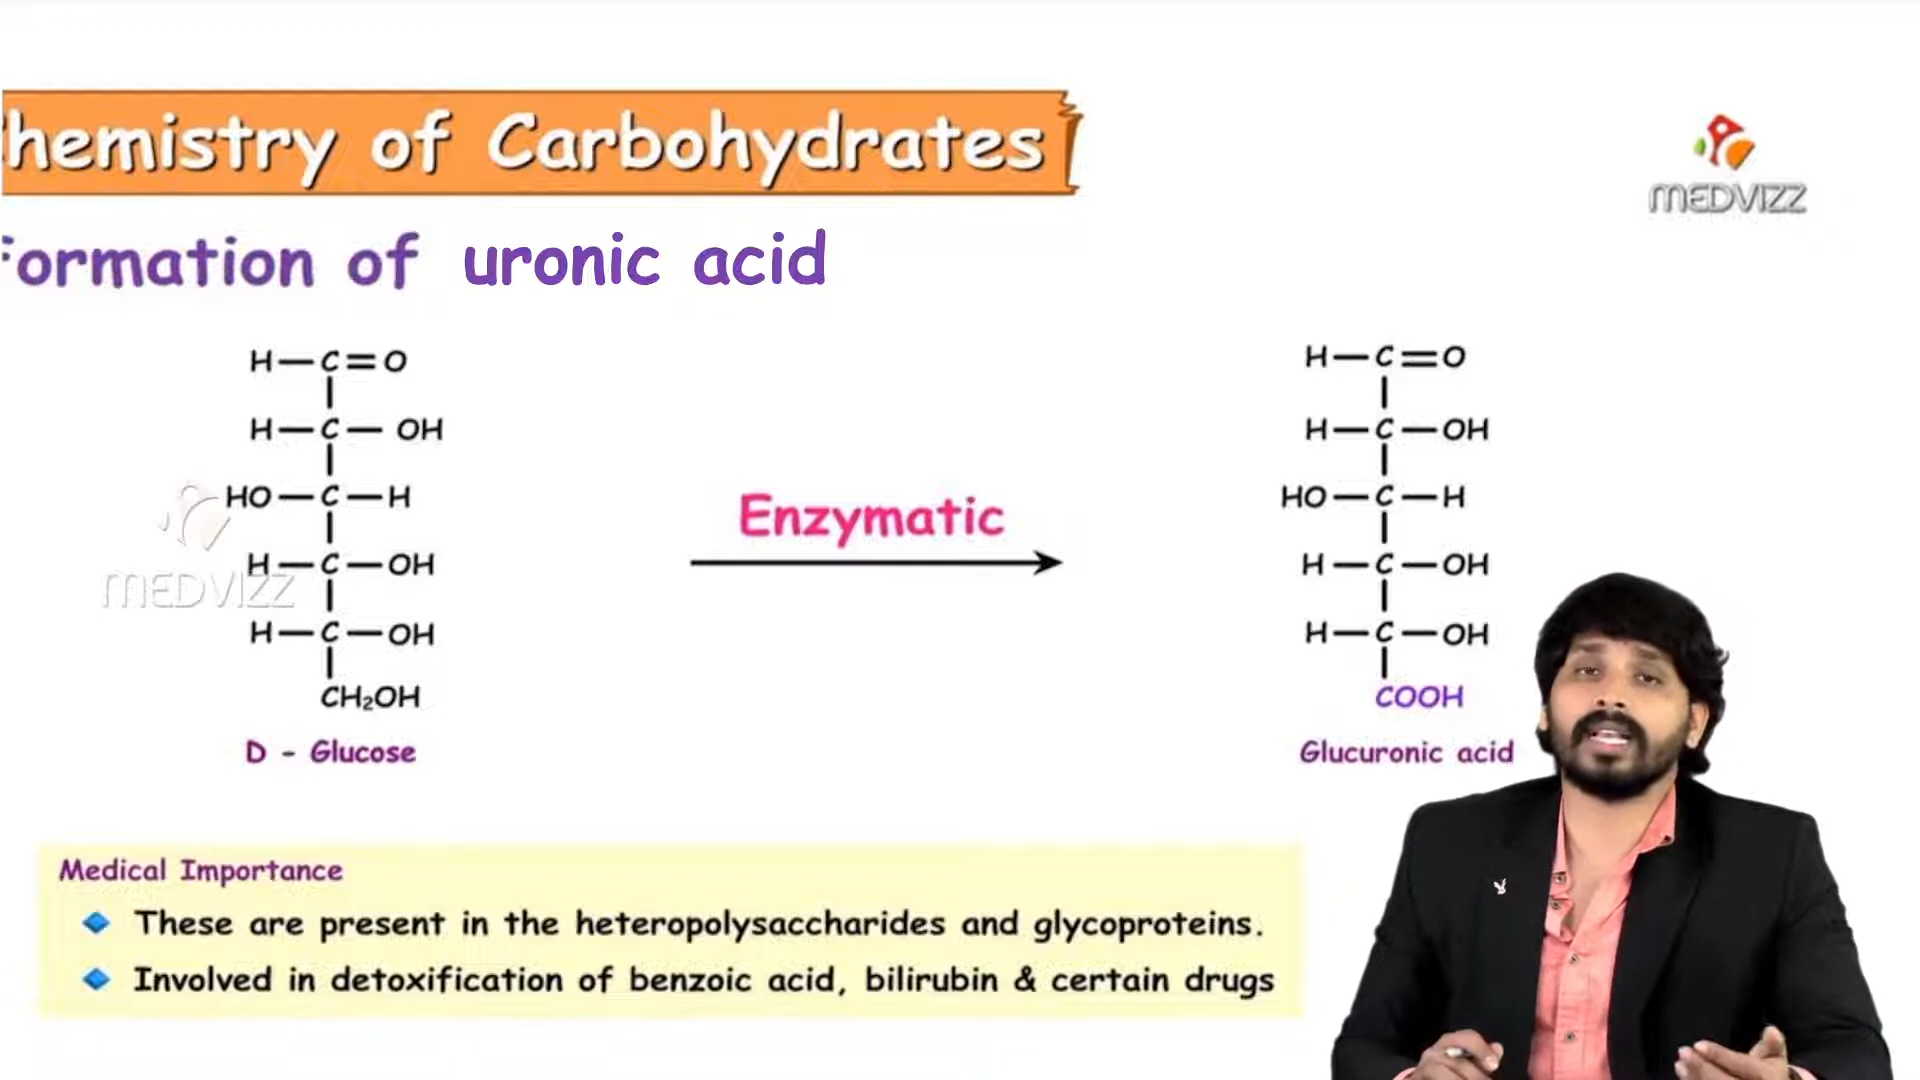 hemistry of Carbohydrates
MEDVIZZ
Formation of uronic acid
H—C=O
H—C—OH
HO—C—H
H—C—OH
H—C—OH
CH₂OH
D - Glucose
MEDVIZZ
Enzymatic
H—C=O
H—C—OH
HO—C—H
H—C—OH
H—C—OH
COOH
Glucuronic acid
Medical Importance
These are present in the heteropolysaccharides and glycoproteins.
Involved in detoxification of benzoic acid, bilirubin & certain drugs